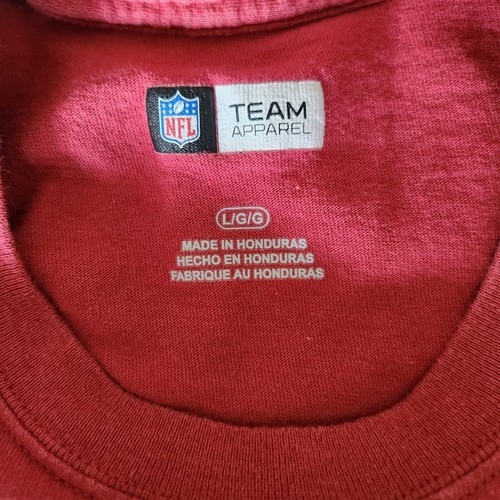 NFL
TEAM
APPAREL
L/G/G
MADE IN HONDURAS
HECHO EN HONDURAS
FABRIQUE AU HONDURAS